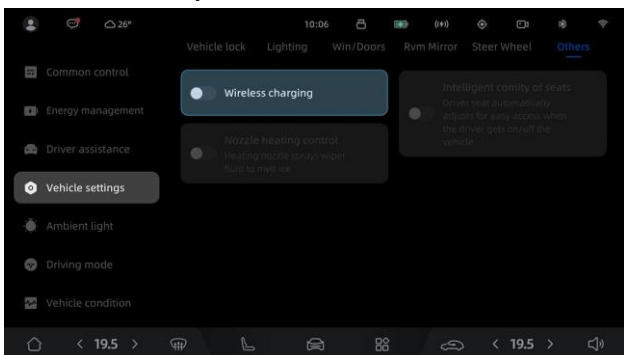 26° 10:06
Vehicle lock Lighting Win/Doors Rvm Mirror Steer Wheel Others
Common control
Energy management
Driver assistance
Vehicle settings
Ambient light
Driving mode
Vehicle condition
Wireless charging
Intelligent comity of seats
Driver seat automatically
adjusts for easy access when
the driver gets on/off the
vehicle
Nozzle heating control
Heating nozzle sprays wiper
fluid to melt ice
< 19.5 > < 19.5 >